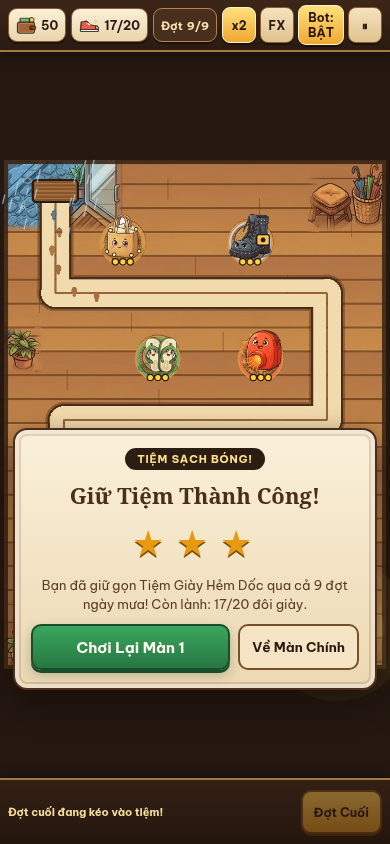 50
17/20
Đợt 9/9
x2
FX
Bot:
BẬT
TIỆM SẠCH BÓNG!
Giữ Tiệm Thành Công!
Bạn đã giữ gọn Tiệm Giày Hẻm Dốc qua cả 9 đợt
ngày mưa! Còn lành: 17/20 đôi giày.
Chơi Lại Màn 1
Về Màn Chính
Đợt cuối đang kéo vào tiệm!
Đợt Cuối